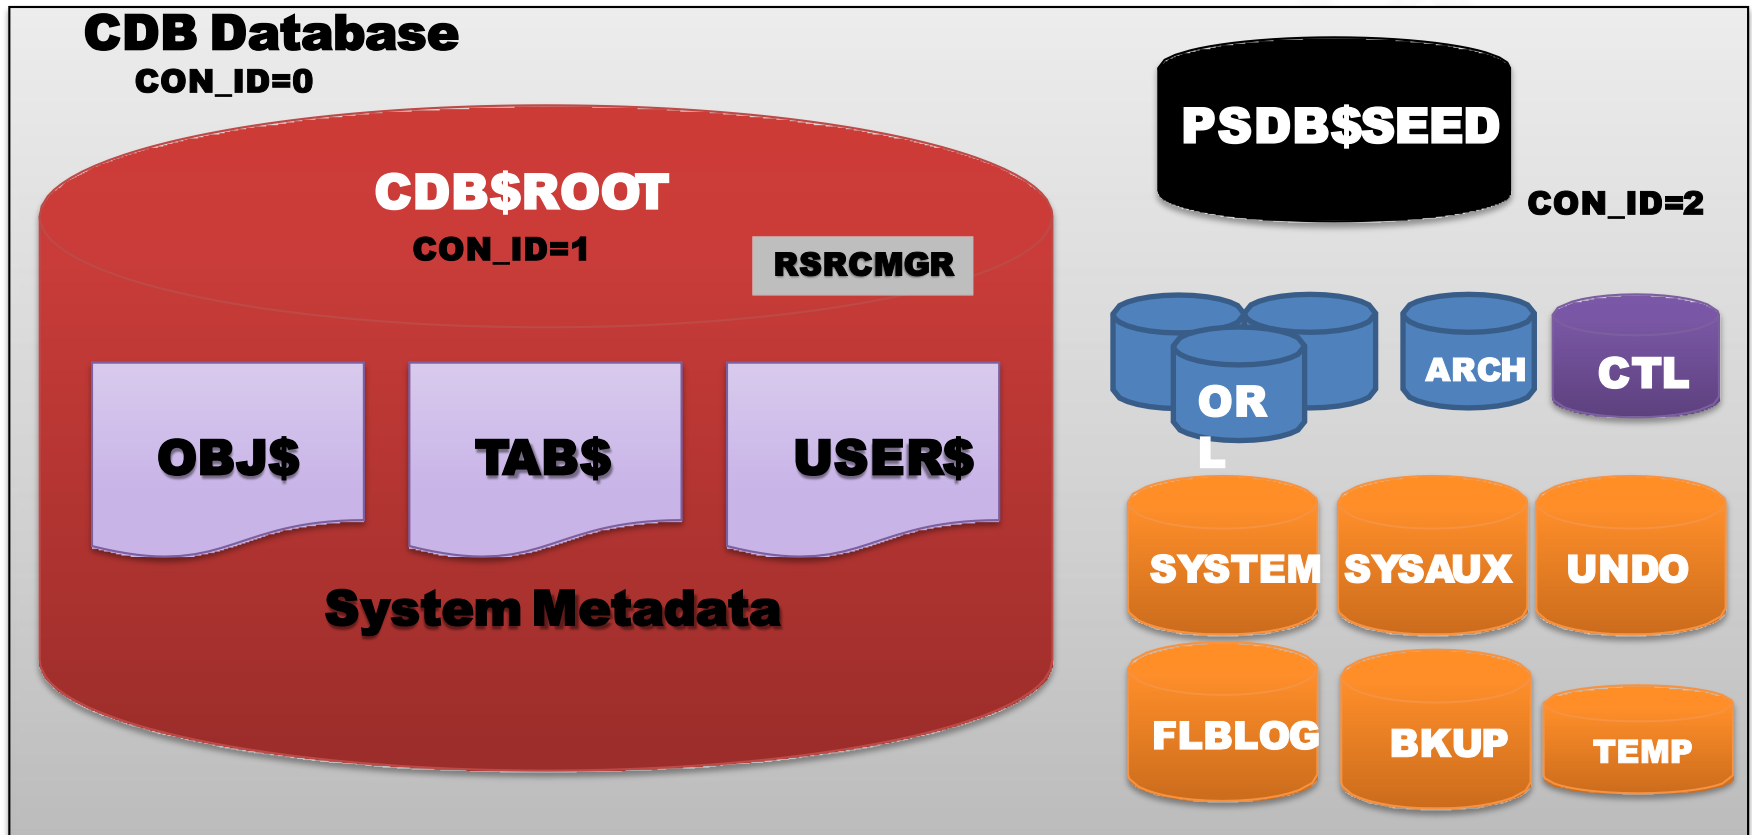 CDB Database
CON_ID=0
CDB$ROOT
CON_ID=1
RSRCMGR
OBJ$
TAB$
USER$
System Metadata
PSDB$SEED
CON_ID=2
OR
L
ARCH
CTL
SYSTEM
SYSAUX
UNDO
FLBLOG
BKUP
TEMP